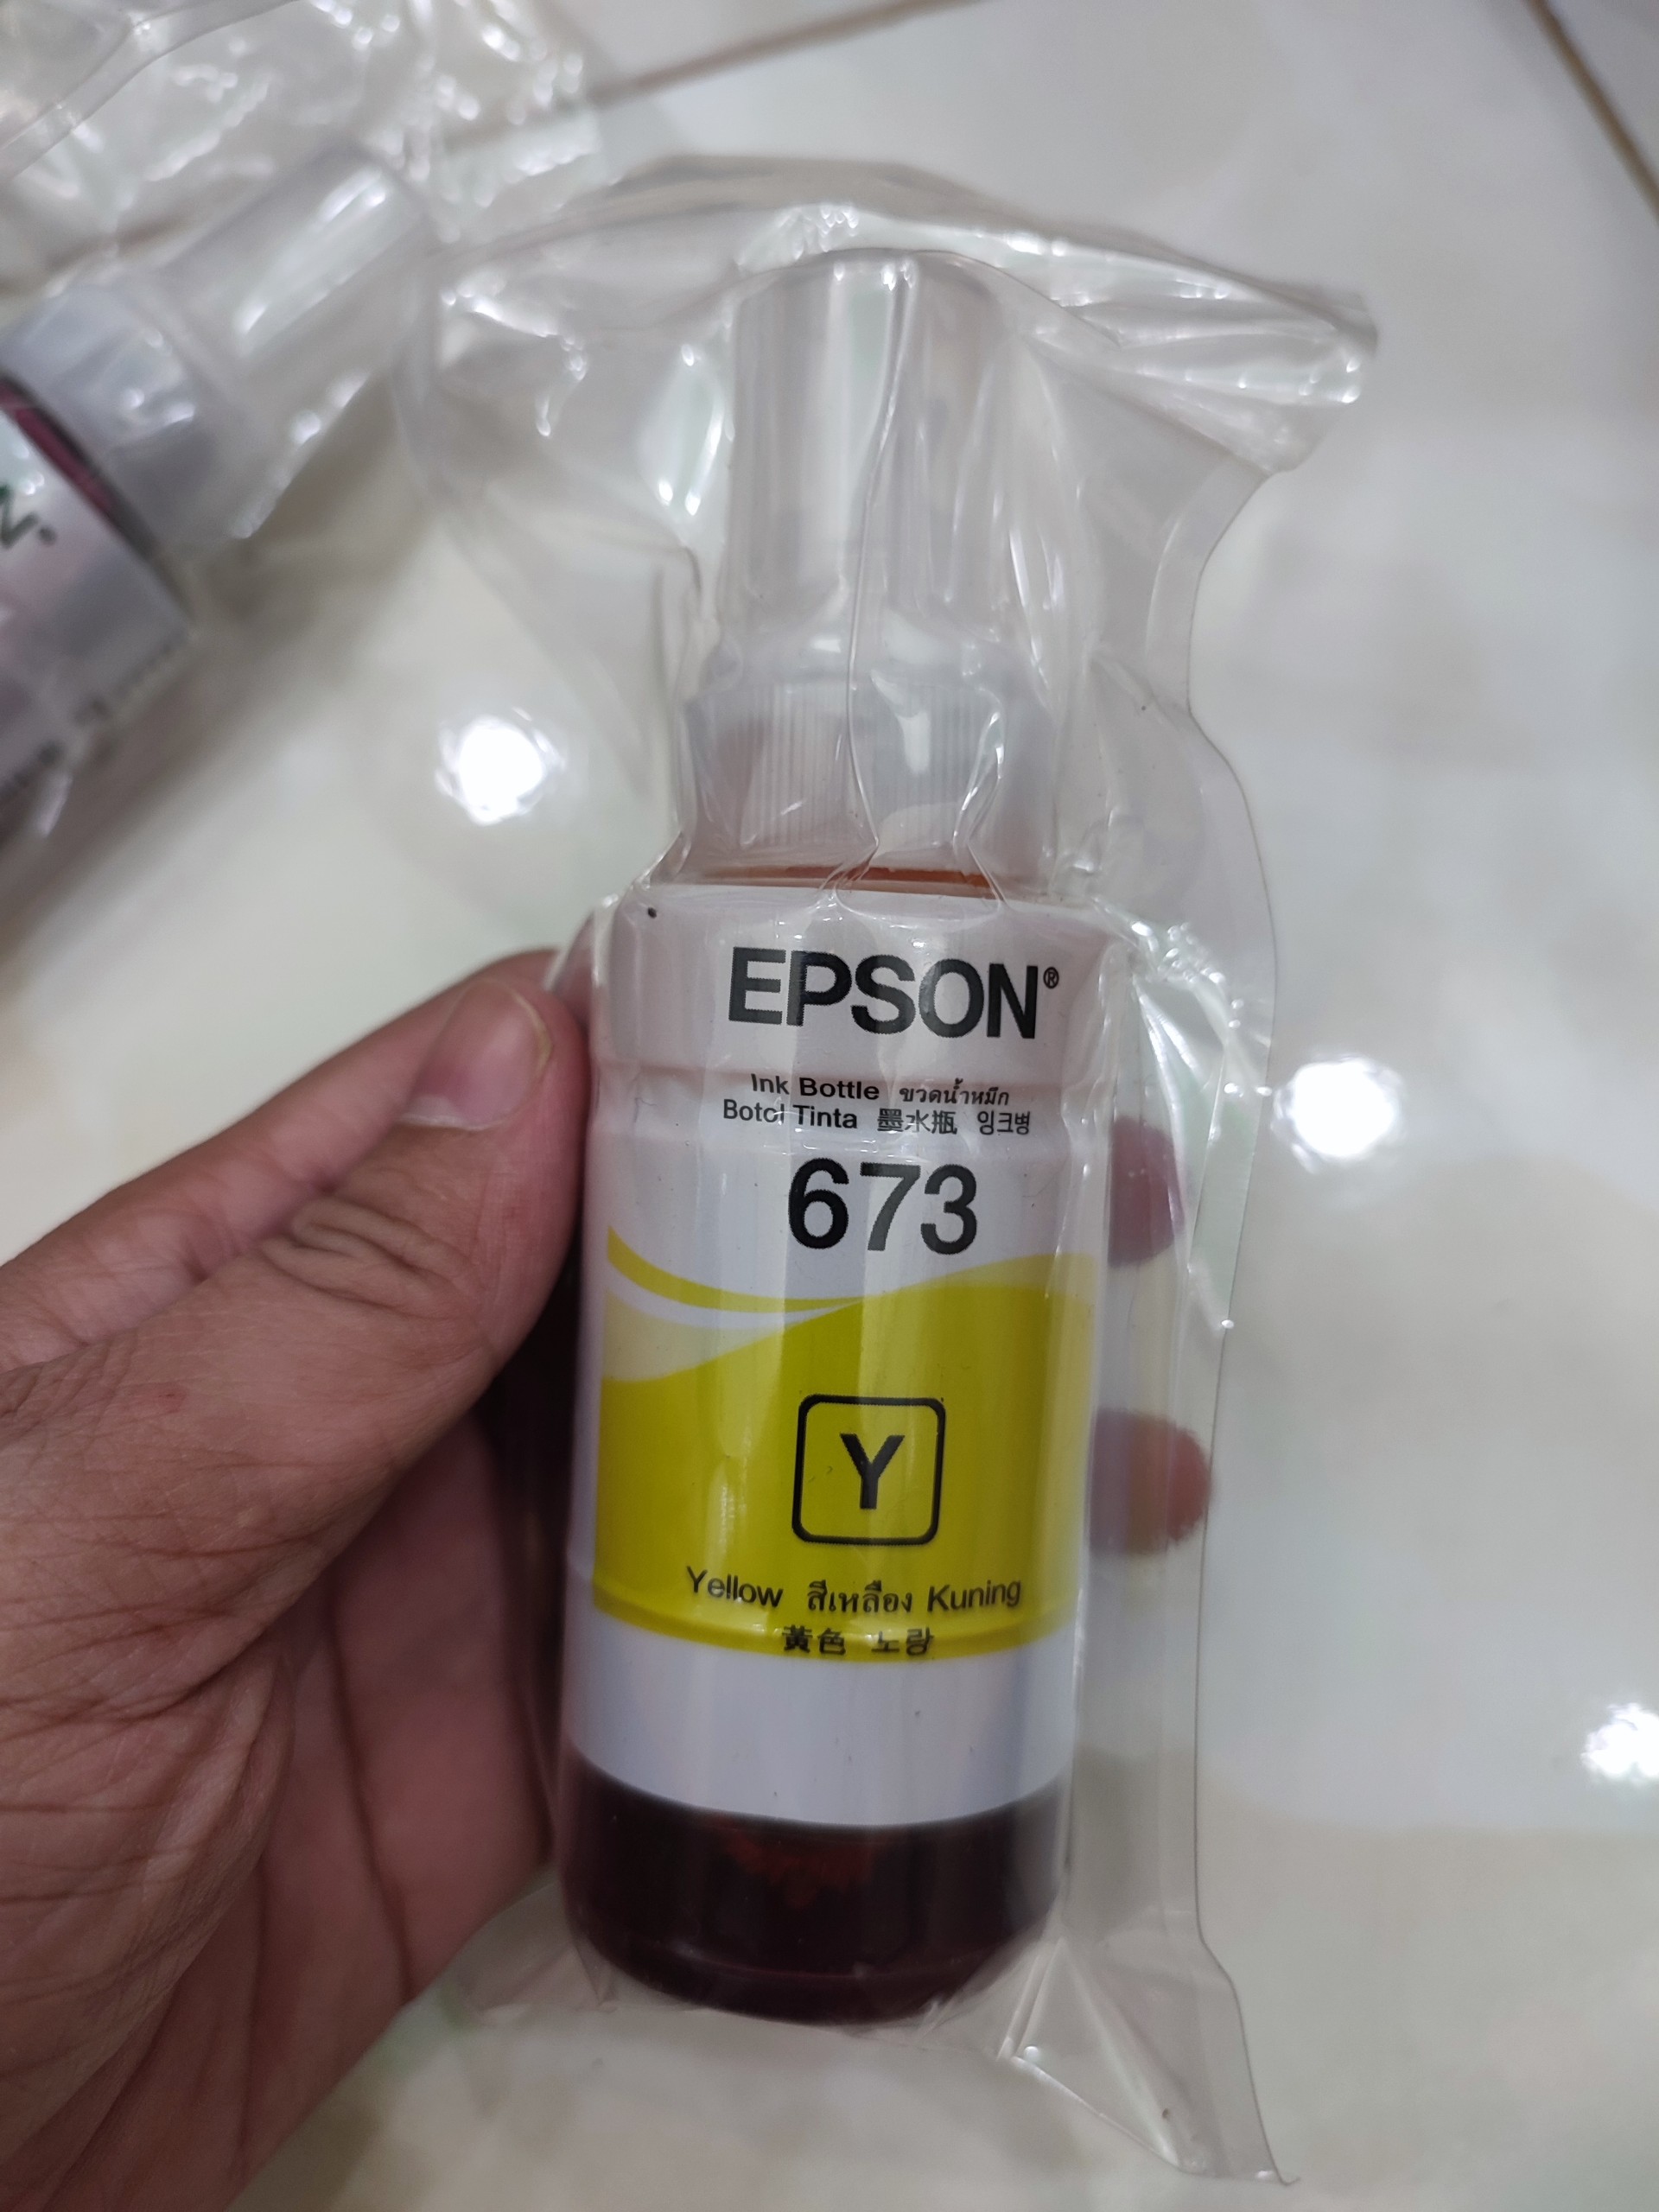 EPSON®
Ink Bottle ขวดน้ำหมึก
Botol Tinta 墨水瓶 잉크병
673
Y
Yellow สีเหลือง Kuning
黃色 노랑
N®